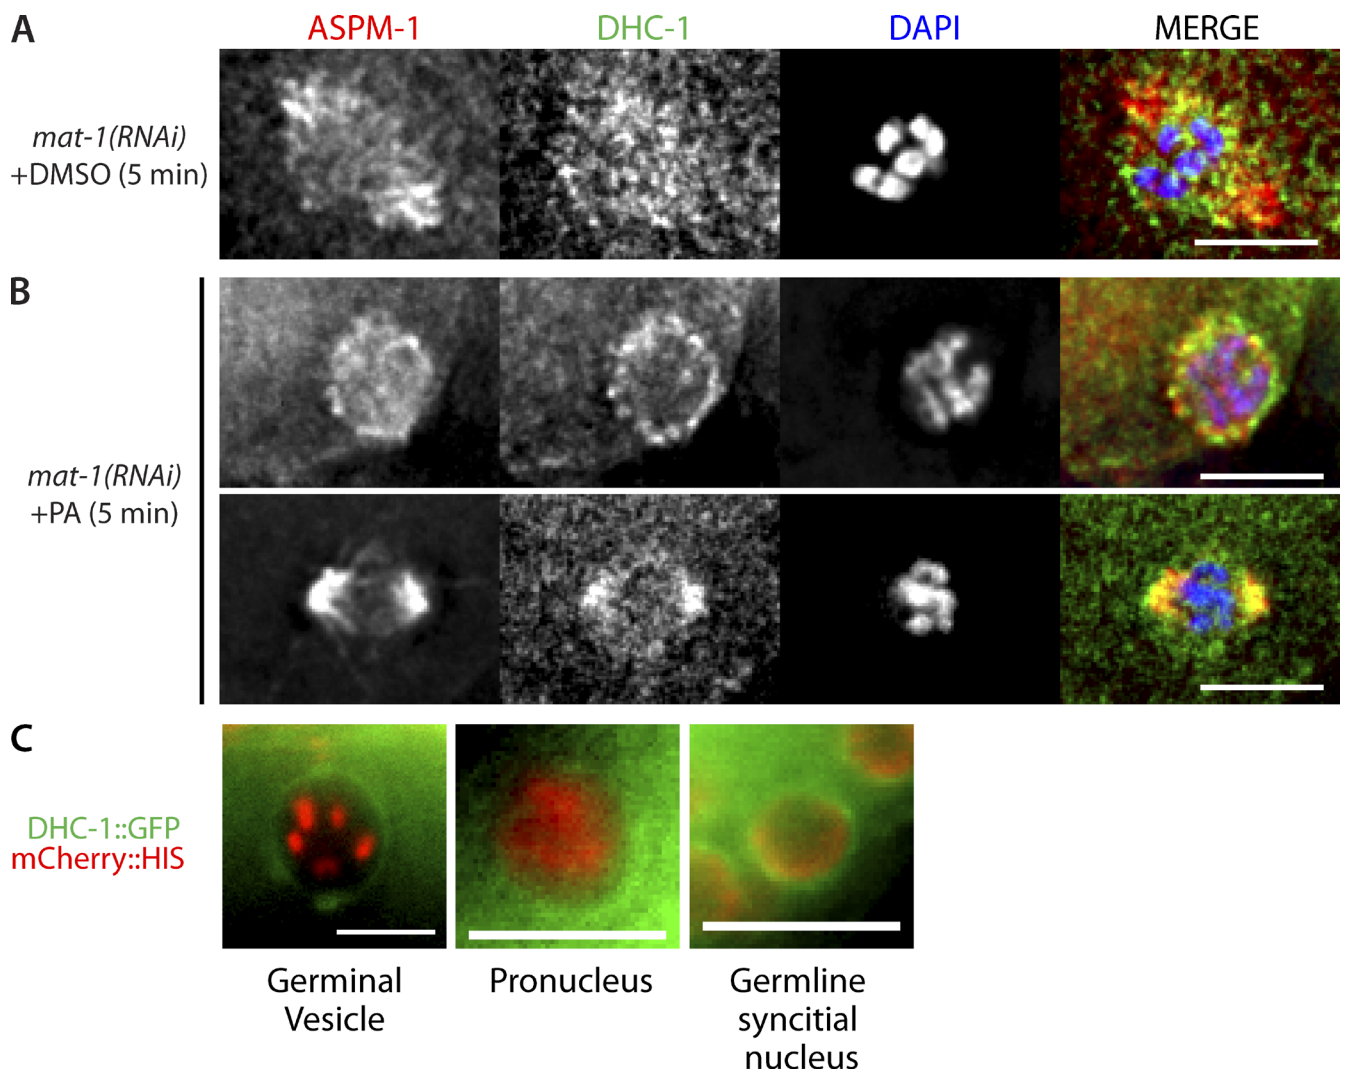 A
ASPM-1
DHC-1
DAPI
MERGE
mat-1(RNAi)
+DMSO (5 min)
B
mat-1(RNAi)
+PA (5 min)
C
DHC-1::GFP
mCherry::HIS
Germinal
Vesicle
Pronucleus
Germline
syncitial
nucleus